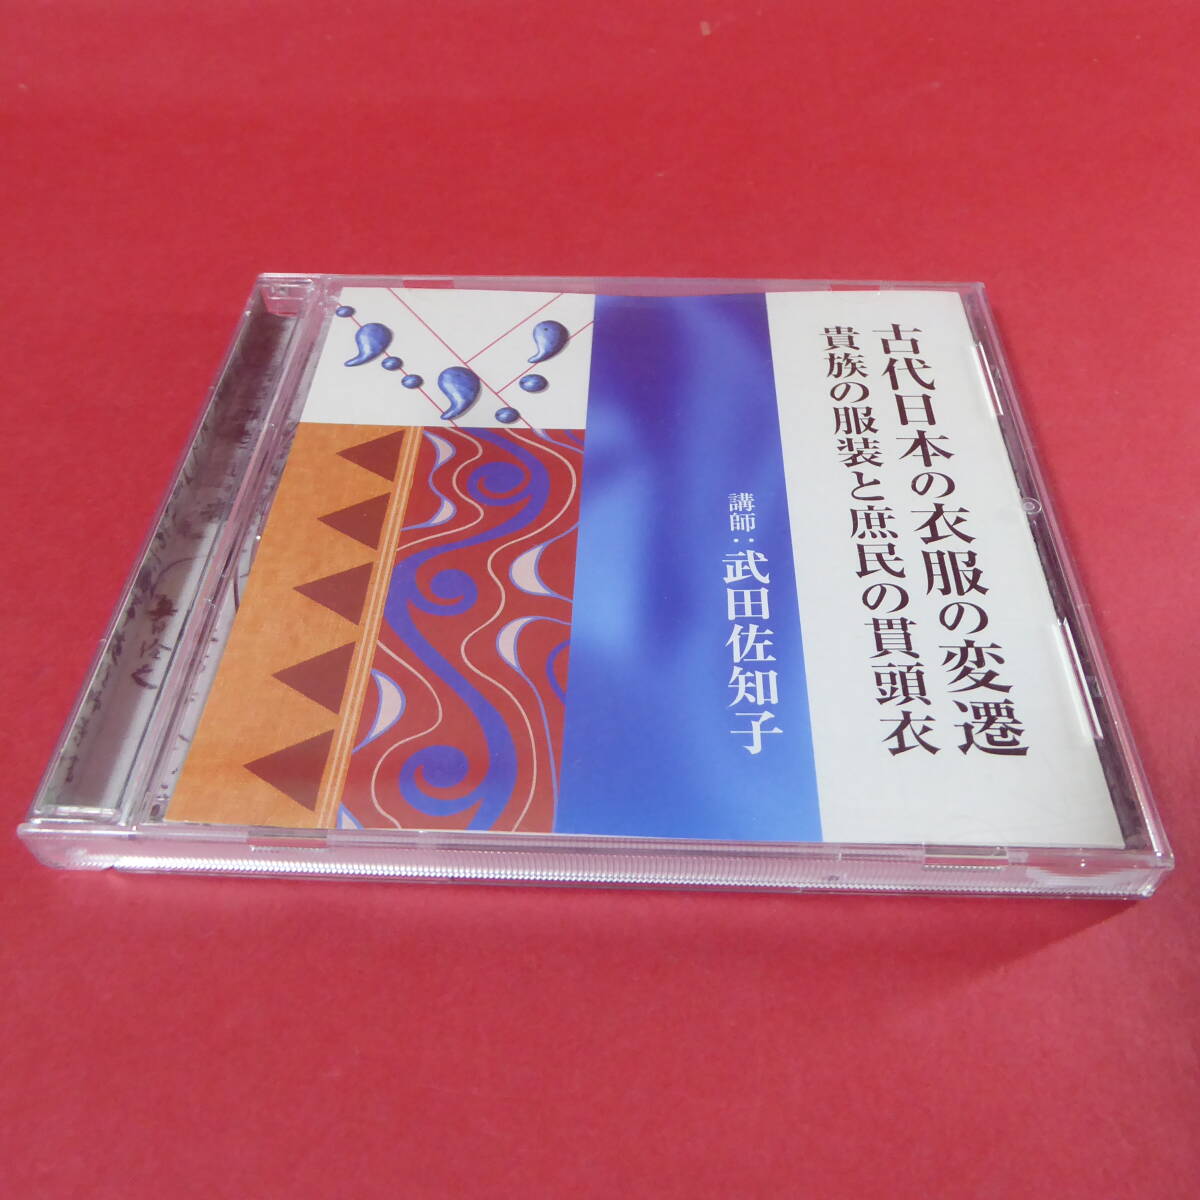 古代日本の衣服の変遷
貴族の服装と庶民の貫頭衣
講師：武田佐知子